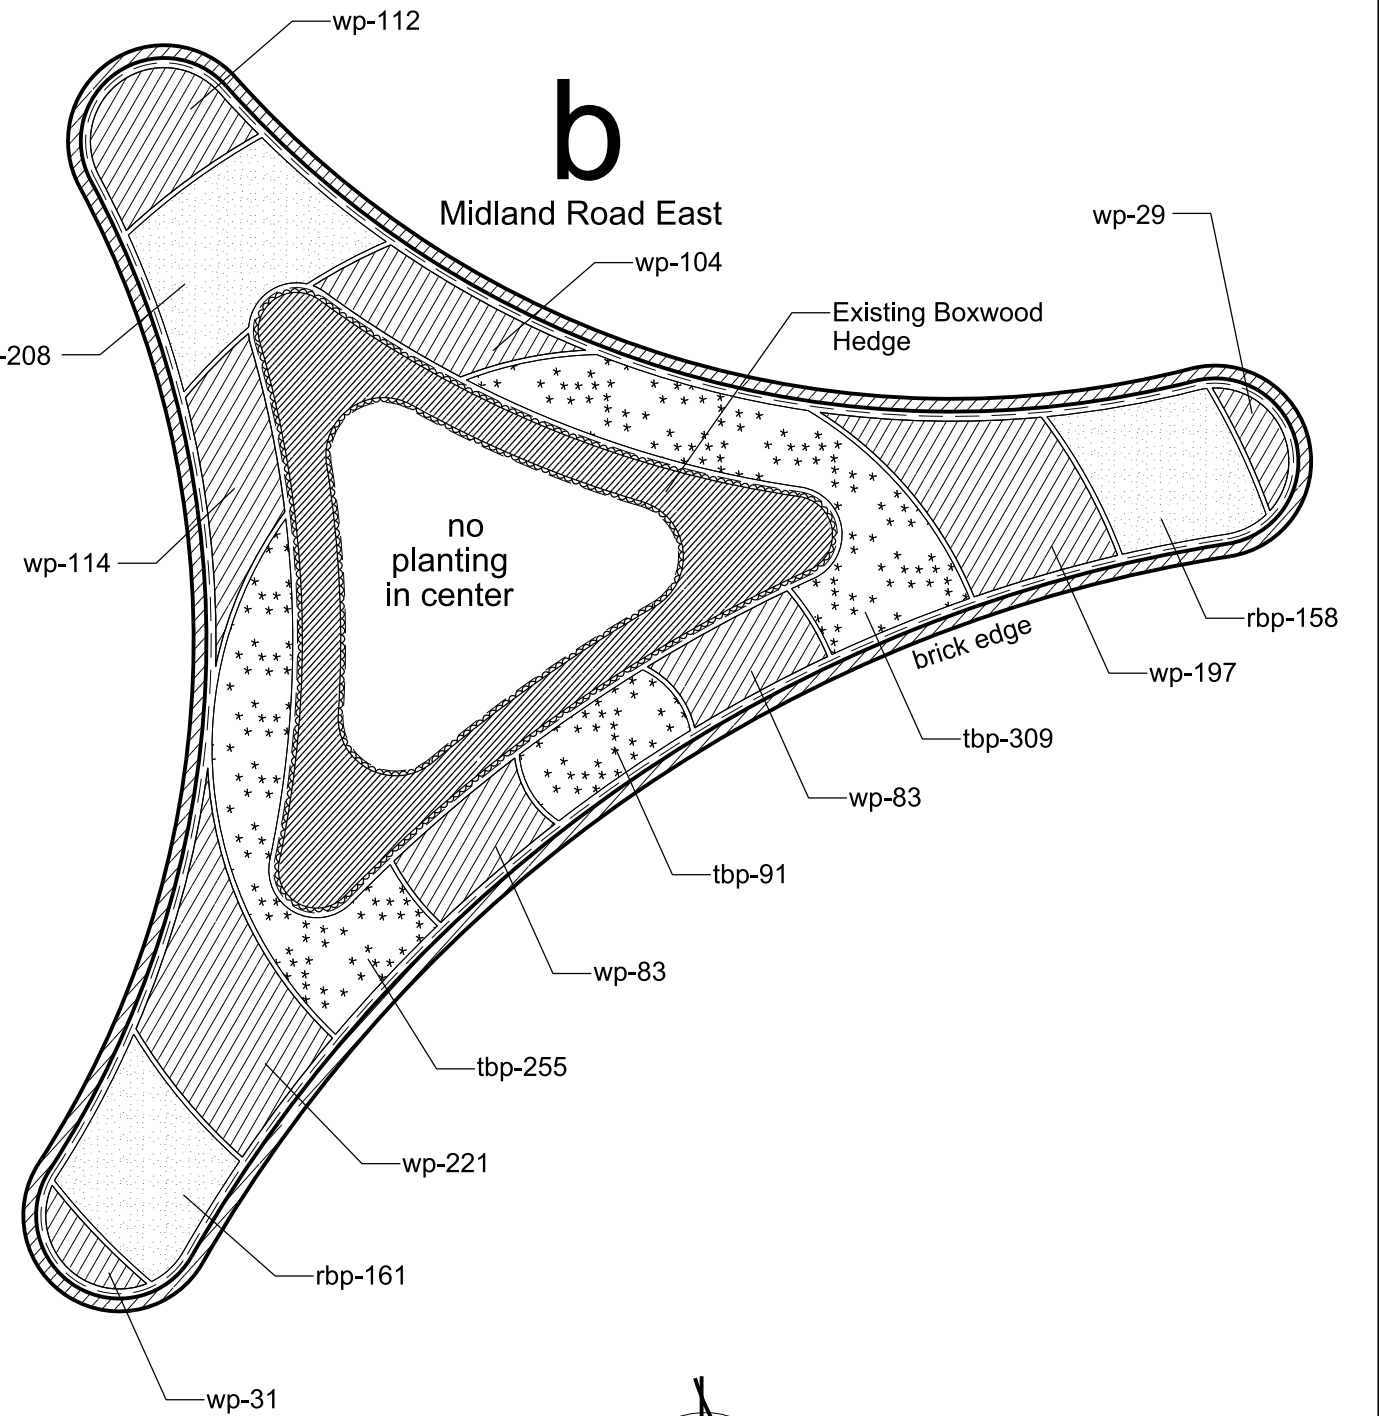 wp-112
b
Midland Road East
wp-29
wp-104
Existing Boxwood
Hedge
-208
no
planting
in center
wp-114
rbp-158
brick edge
wp-197
tbp-309
wp-83
tbp-91
wp-83
tbp-255
wp-221
rbp-161
wp-31